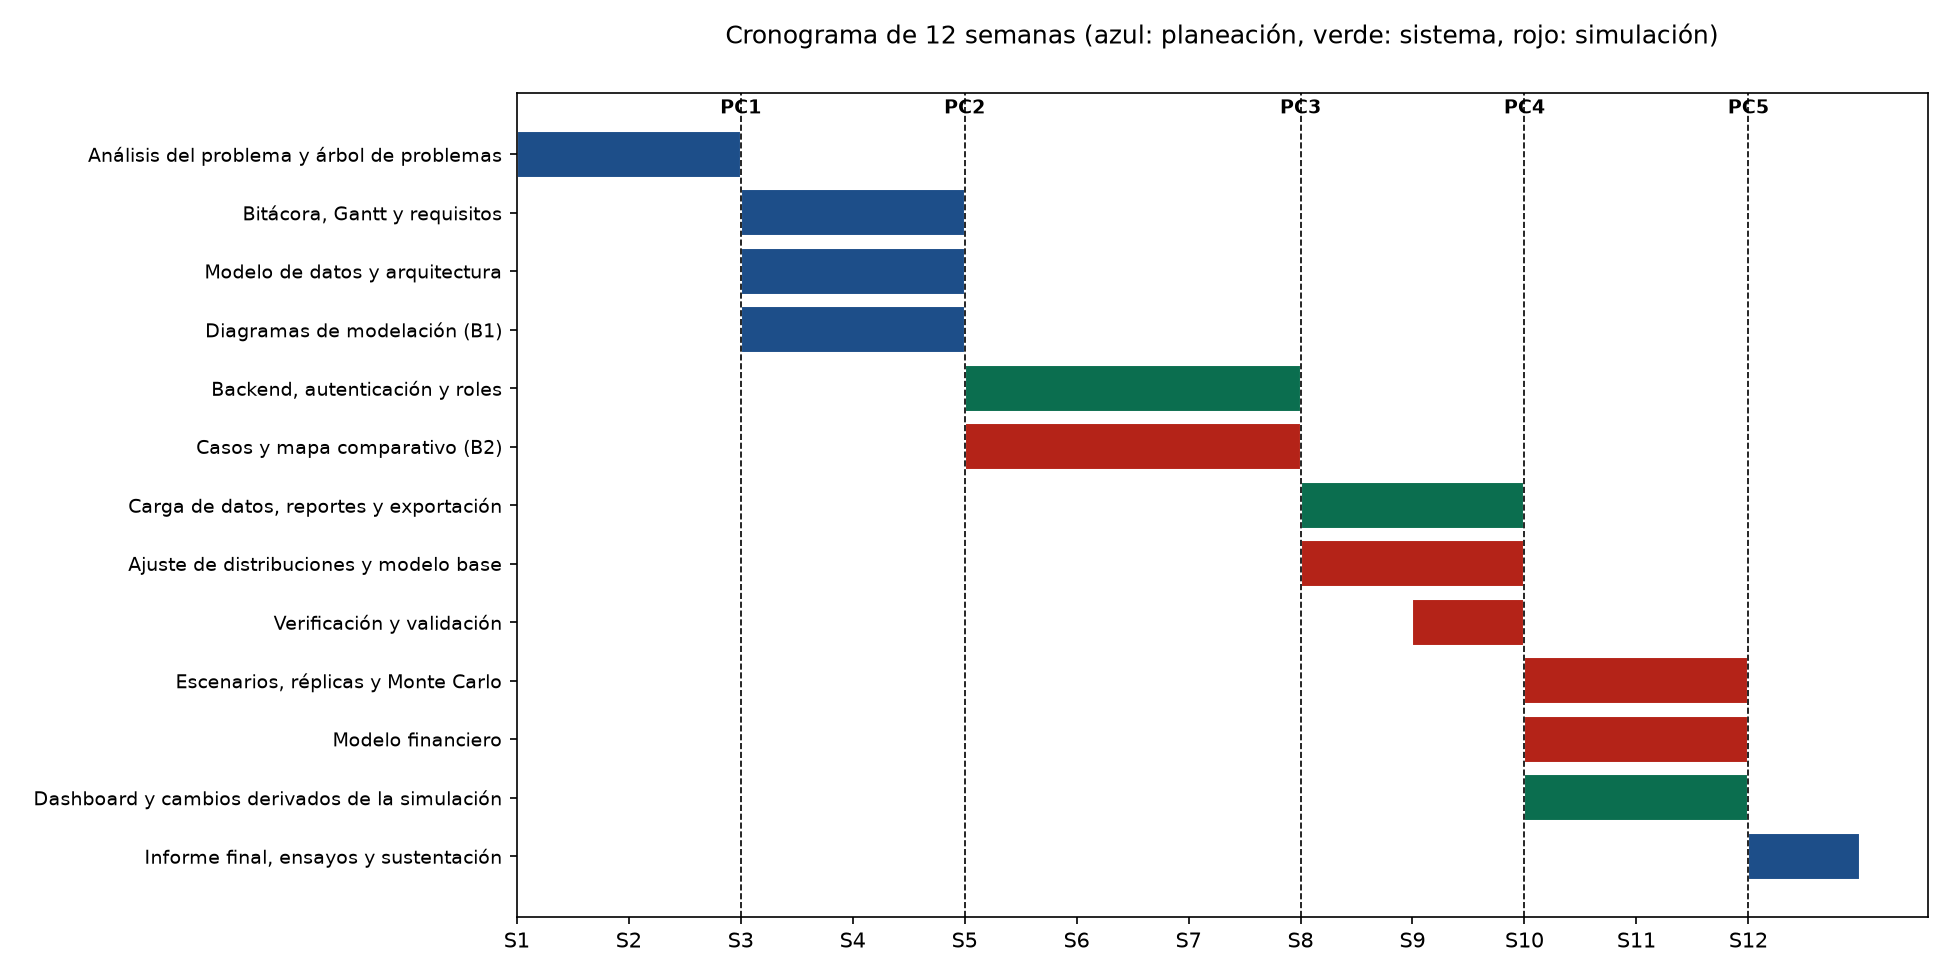 Cronograma de 12 semanas (azul: planeación, verde: sistema, rojo: simulación)
PC1 PC2 PC3 PC4 PC5
Análisis del problema y árbol de problemas
Bitácora, Gantt y requisitos
Modelo de datos y arquitectura
Diagramas de modelación (B1)
Backend, autenticación y roles
Casos y mapa comparativo (B2)
Carga de datos, reportes y exportación
Ajuste de distribuciones y modelo base
Verificación y validación
Escenarios, réplicas y Monte Carlo
Modelo financiero
Dashboard y cambios derivados de la simulación
Informe final, ensayos y sustentación
S1 S2 S3 S4 S5 S6 S7 S8 S9 S10 S11 S12